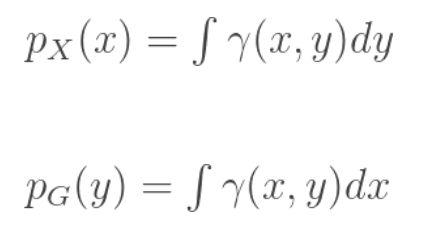 p_X(x) = ∫ γ(x, y)dy
p_G(y) = ∫ γ(x, y)dx